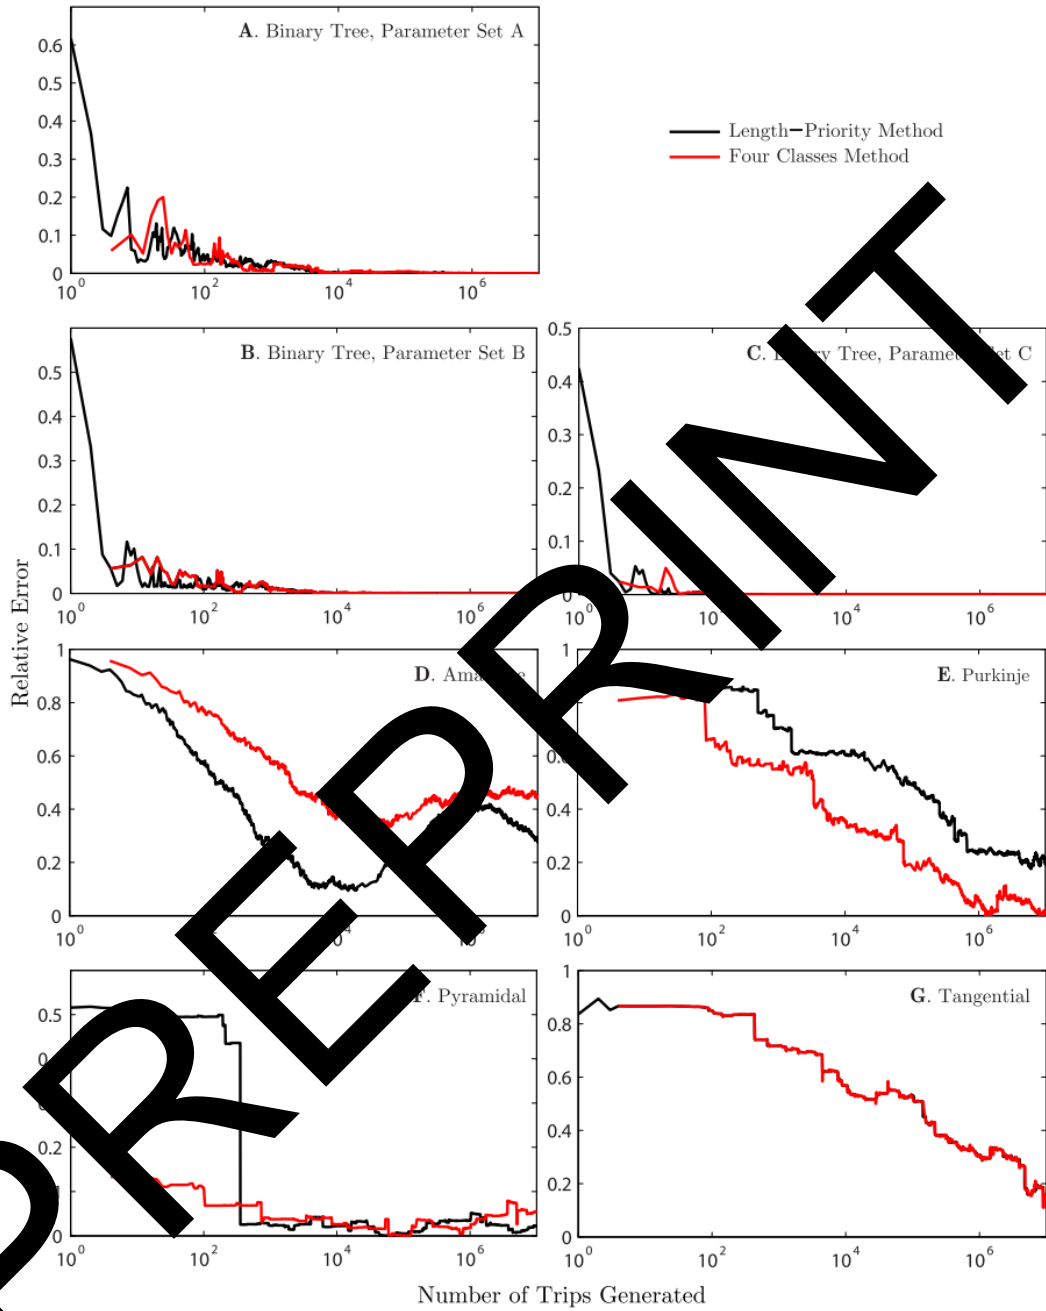 A. Binary Tree, Parameter Set A
0.6
0.5
0.4
0.3
0.2
0.1
0
10^0 10^2 10^4 10^6
Length–Priority Method
Four Classes Method
B. Binary Tree, Parameter Set B
0.5
0.4
0.3
0.2
0.1
0
10^0 10^2 10^4 10^6
C. Tree, Set C
0.5
0.4
0.3
0.2
0.1
0
10^0 10^4 10^6
Relative Error
D.
1
0.8
0.6
0.4
0.2
0
10^0 10^2
E. Purkinje
1
0.4
0.2
0
10^0 10^2 10^4 10^6
F. Pyramidal
0.5
0.2
0
10^0 10^2 10^4 10^6
G. Tangential
1
0.8
0.6
0.4
0.2
0
10^0 10^2 10^4 10^6
Number of Trips Generated
PREPRINT